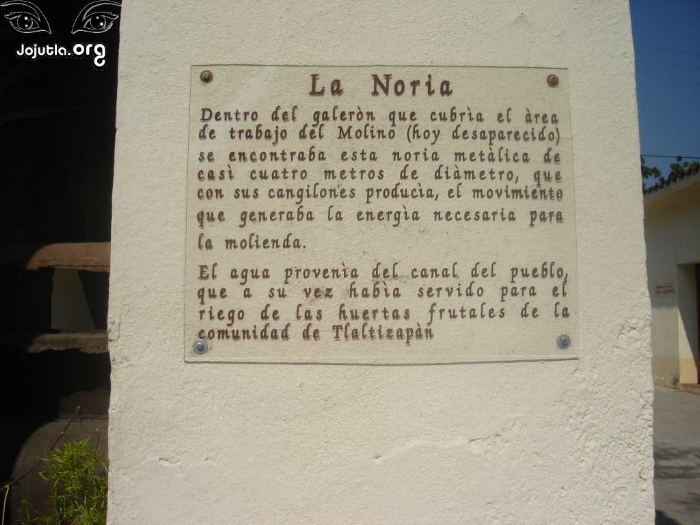 Jojutla.org
La Noria
Dentro del galeròn que cubrìa el àrea
de trabajo del Molino (hoy desaparecido)
se encontraba esta noria metàlica de
casì cuatro metros de diàmetro, que
con sus cangilones producìa, el movimiento
que generaba la energìa necesaria para
la molienda.
El agua provenìa del canal del pueblo,
que a su vez habìa servido para el
riego de las huertas frutales de la
comunidad de Tlaltizapàn